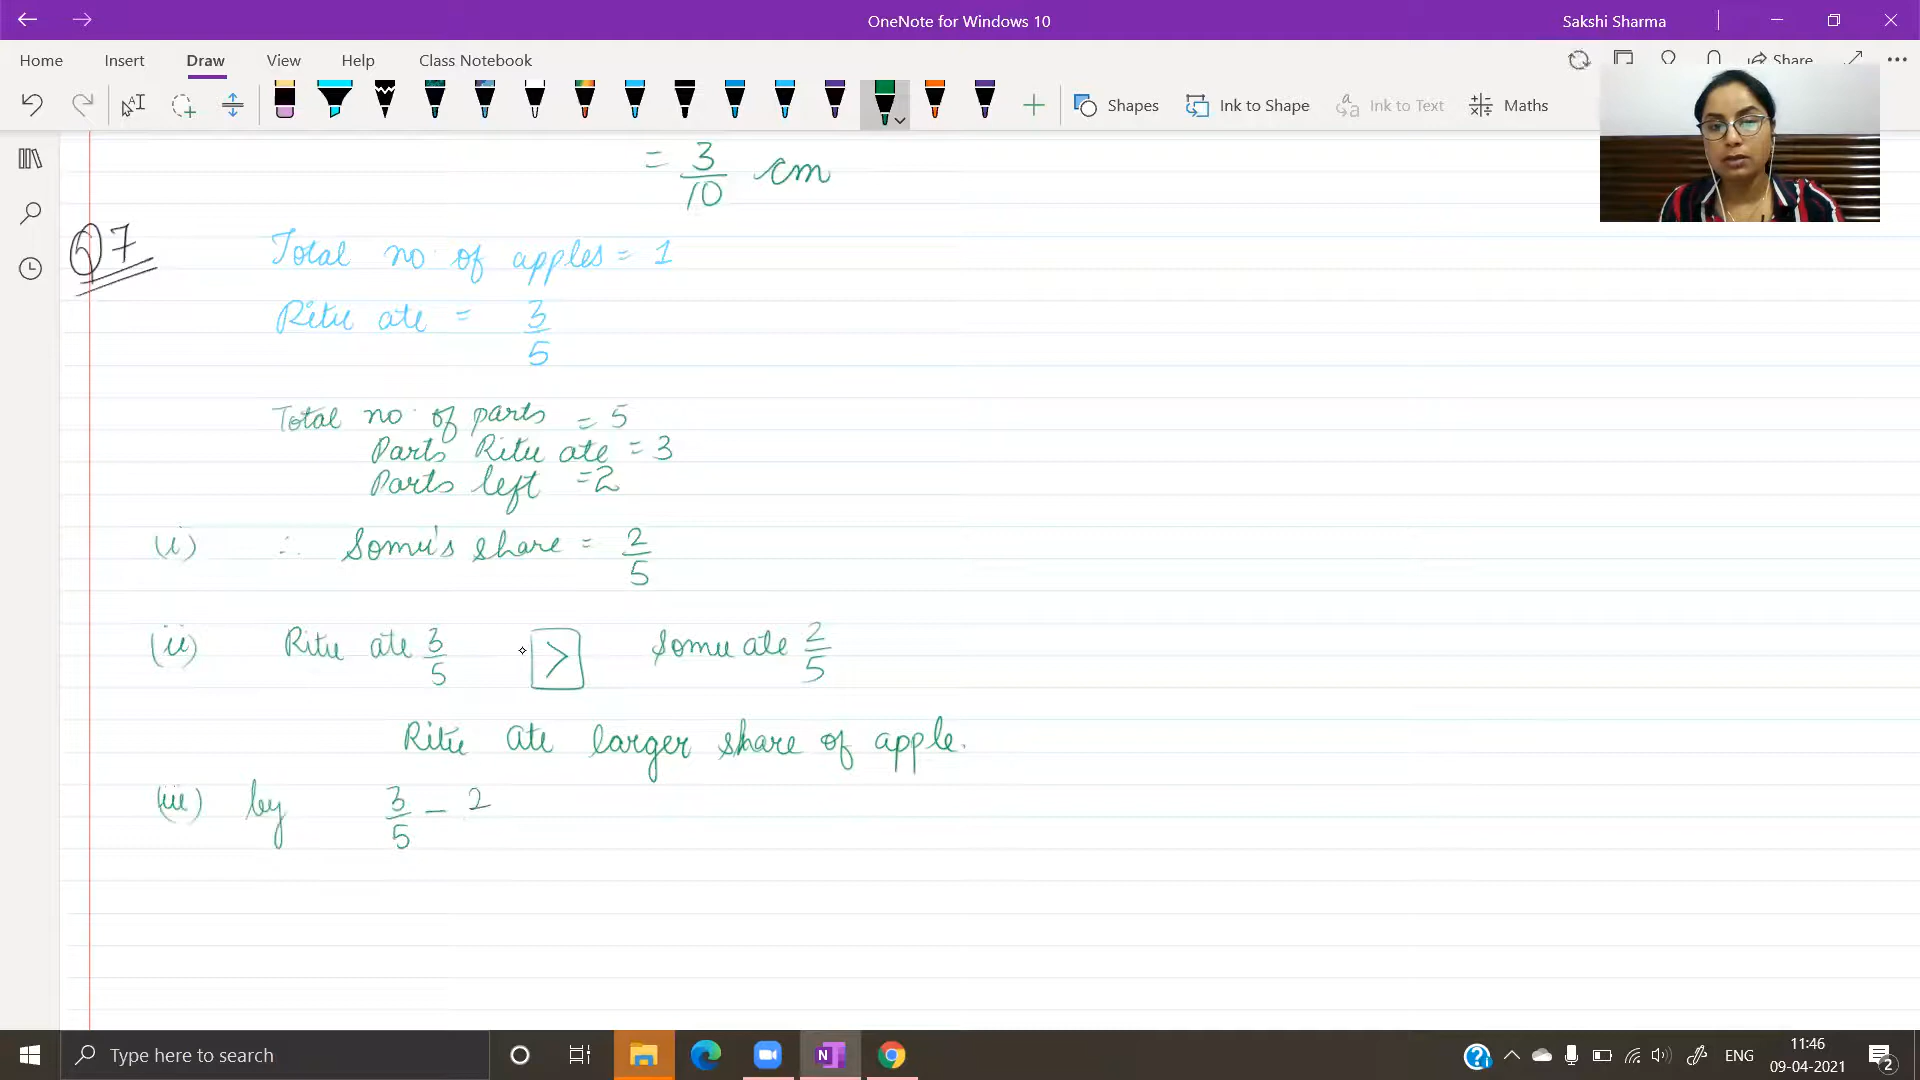 OneNote for Windows 10
Sakshi Sharma
Home Insert Draw View Help Class Notebook
Share
Shapes Ink to Shape Ink to Text Maths
= 3/10 cm
Q7
Total no. of apples = 1
Ritu ate = 3/5
Total no. of parts = 5
Parts Ritu ate = 3
Parts left = 2
(i) ∴ Somu's share = 2/5
(ii) Ritu ate 3/5 > Somu ate 2/5
Ritu ate larger share of apple.
(iii) by 3/5 - 2
Type here to search
N
ENG
11:46
09-04-2021
2